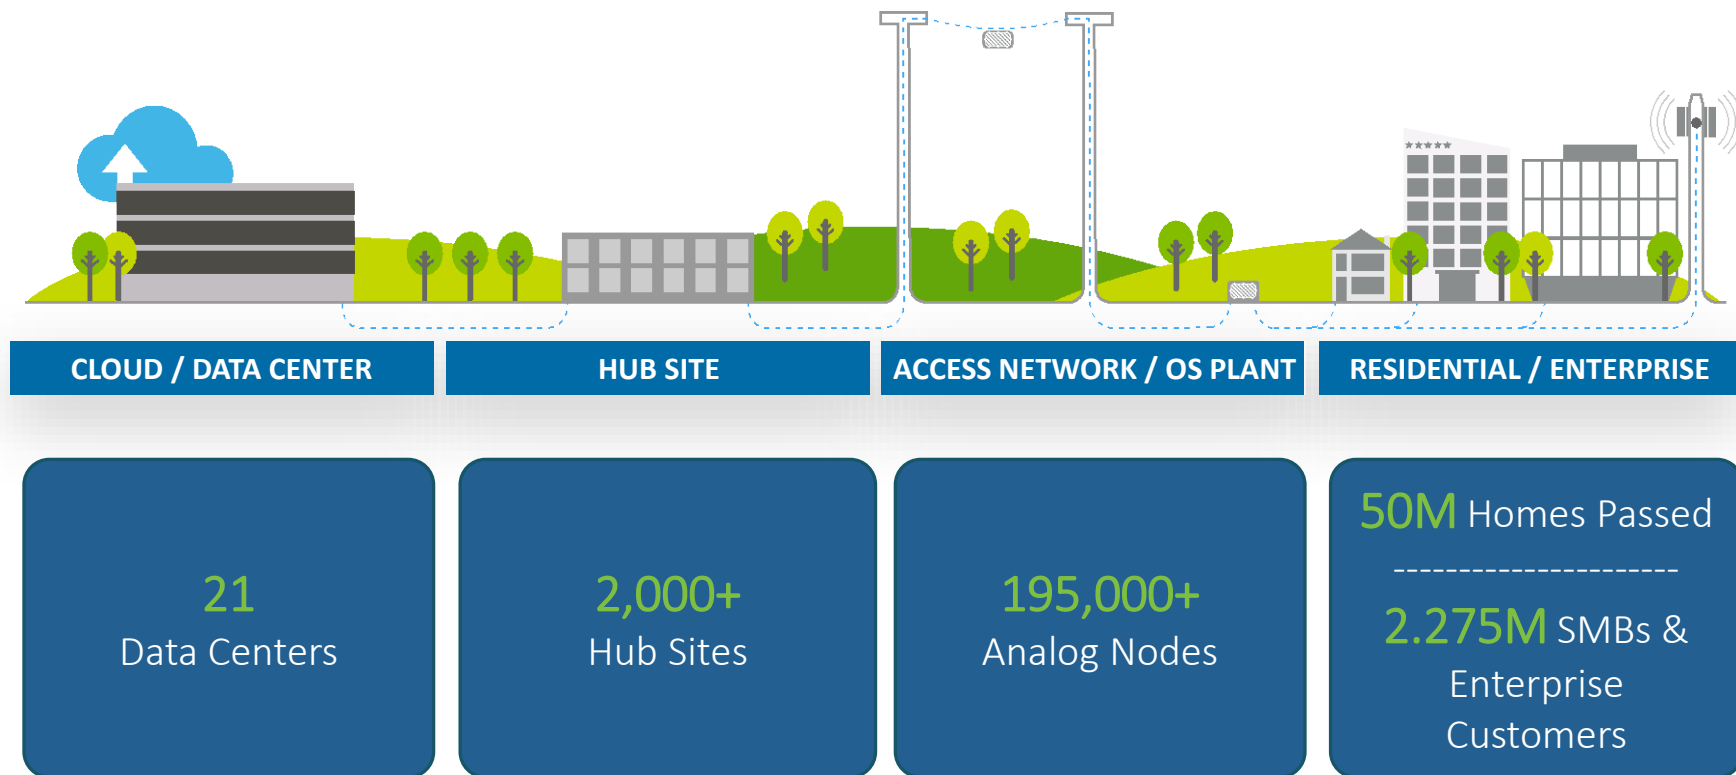 CLOUD / DATA CENTER
HUB SITE
ACCESS NETWORK / OS PLANT
RESIDENTIAL / ENTERPRISE
21
Data Centers
2,000+
Hub Sites
195,000+
Analog Nodes
50M Homes Passed
-----------------------
2.275M SMBs &
Enterprise
Customers